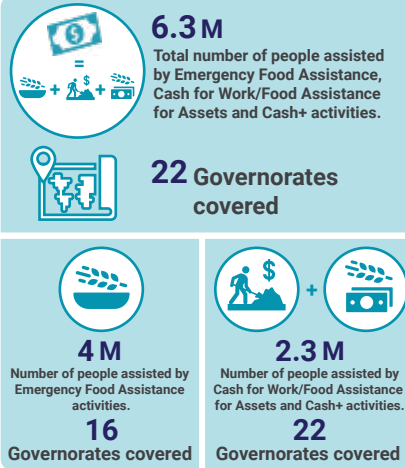 6.3 M
Total number of people assisted
by Emergency Food Assistance,
Cash for Work/Food Assistance
for Assets and Cash+ activities.
$
=
+ $ +
22 Governorates
covered
$
+
4 M
Number of people assisted by
Emergency Food Assistance
activities.
16
Governorates covered
2.3 M
Number of people assisted by
Cash for Work/Food Assistance
for Assets and Cash+ activities.
22
Governorates covered